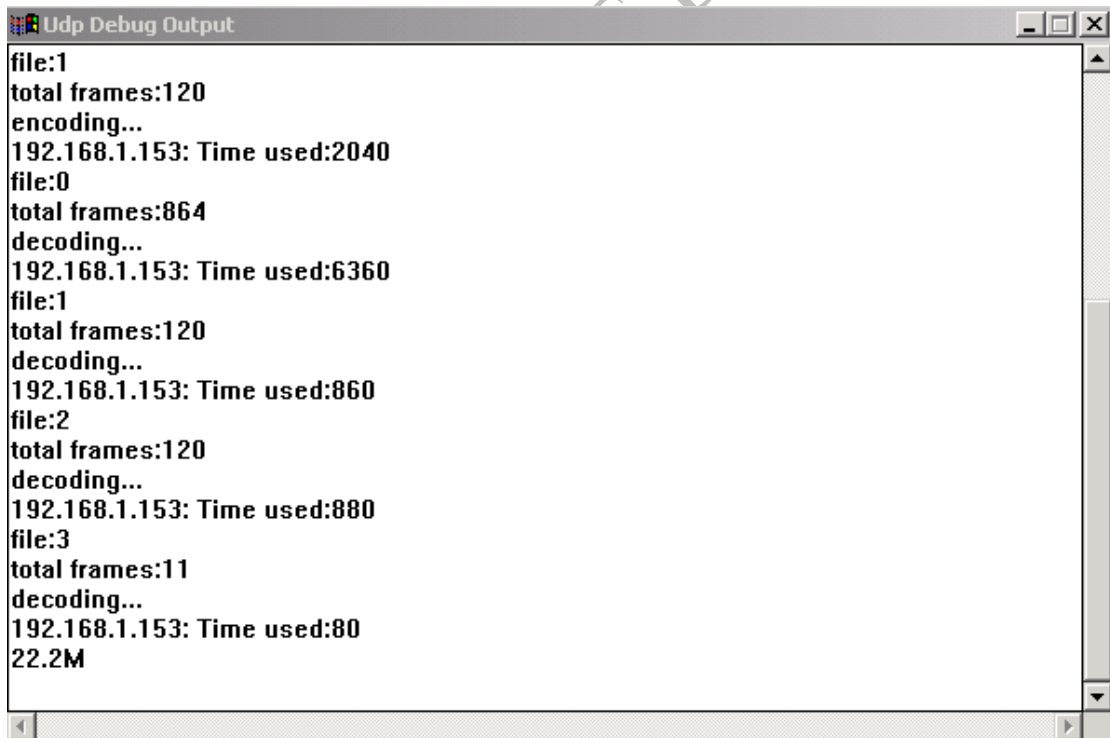 Udp Debug Output
file:1
total frames:120
encoding...
192.168.1.153: Time used:2040
file:0
total frames:864
decoding...
192.168.1.153: Time used:6360
file:1
total frames:120
decoding...
192.168.1.153: Time used:860
file:2
total frames:120
decoding...
192.168.1.153: Time used:880
file:3
total frames:11
decoding...
192.168.1.153: Time used:80
22.2M